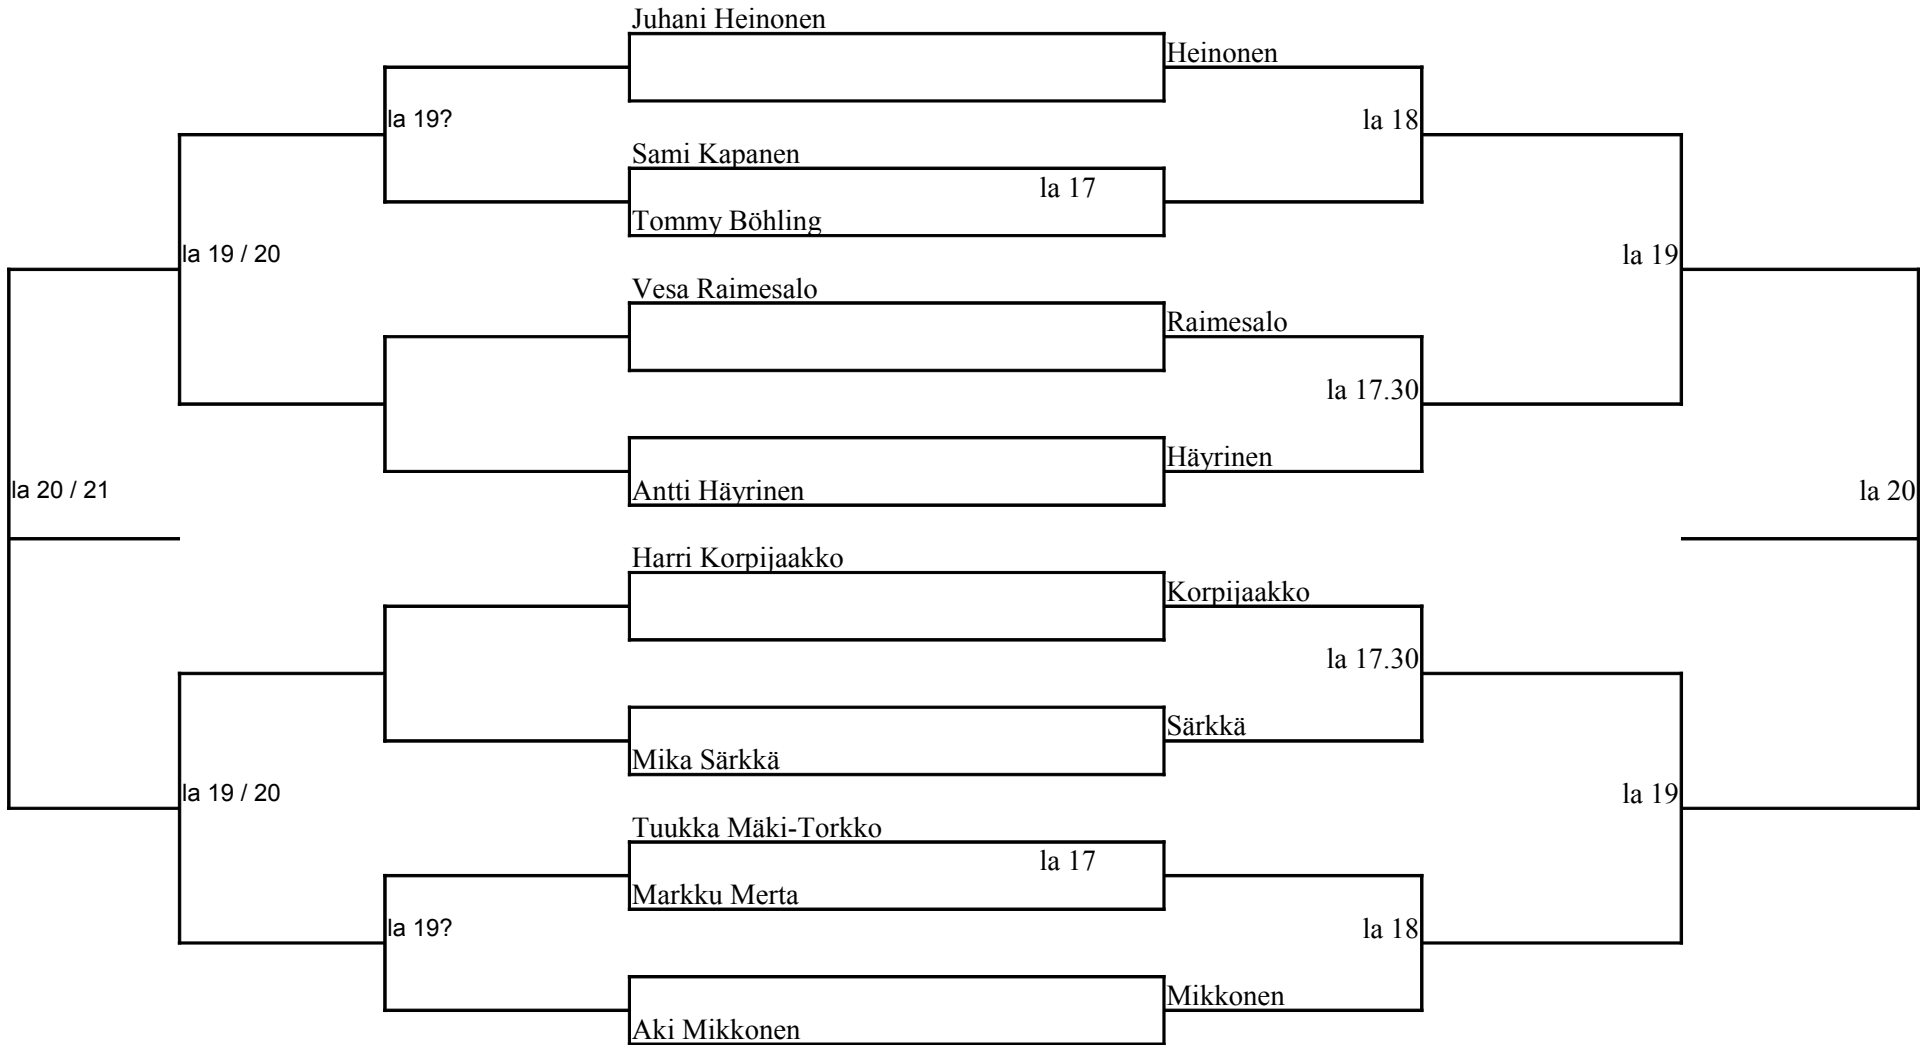 Juhani Heinonen
Heinonen
la 19?
la 18
Sami Kapanen
la 17
Tommy Böhling
la 19 / 20
la 19
Vesa Raimesalo
Raimesalo
la 17.30
Häyrinen
la 20 / 21
Antti Häyrinen
la 20
Harri Korpijaakko
Korpijaakko
la 17.30
Särkkä
Mika Särkkä
la 19 / 20
la 19
Tuukka Mäki-Torkko
la 17
Markku Merta
la 19?
la 18
Mikkonen
Aki Mikkonen